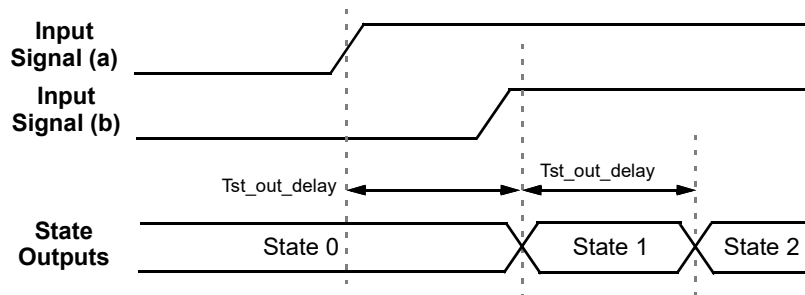 Input
Signal (a)
Input
Signal (b)
Tst_out_delay
Tst_out_delay
State
Outputs
State 0
State 1
State 2